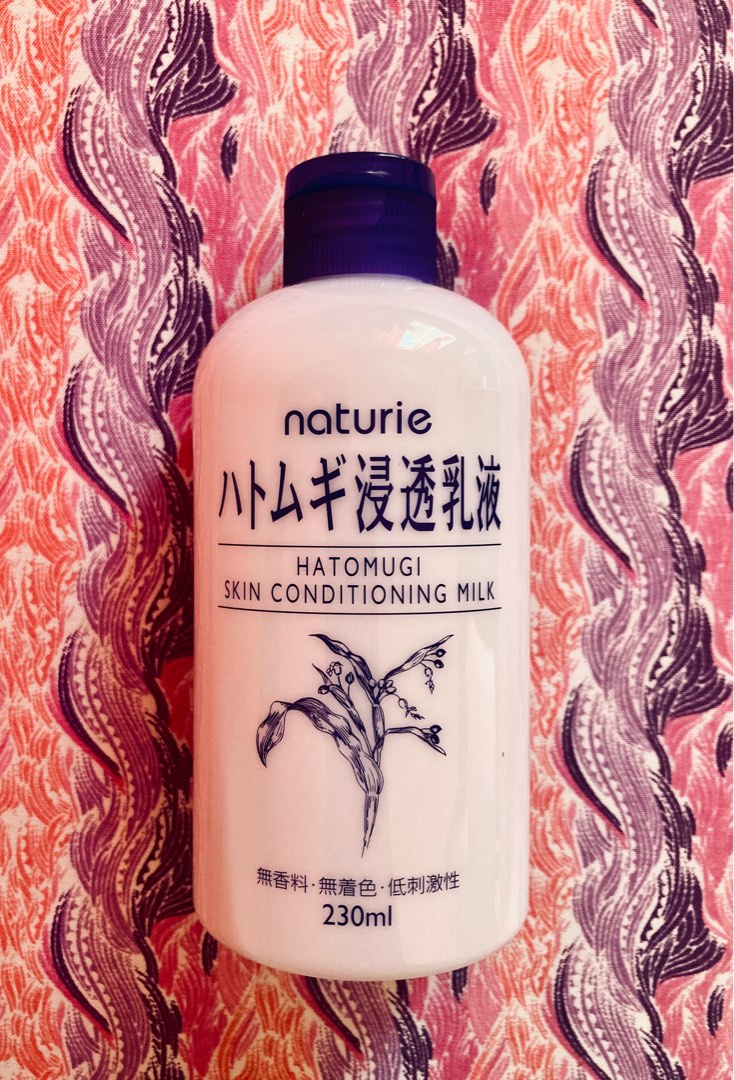 naturie
ハトムギ浸透乳液
HATOMUGI
SKIN CONDITIONING MILK
無香料・無着色・低刺激性
230ml